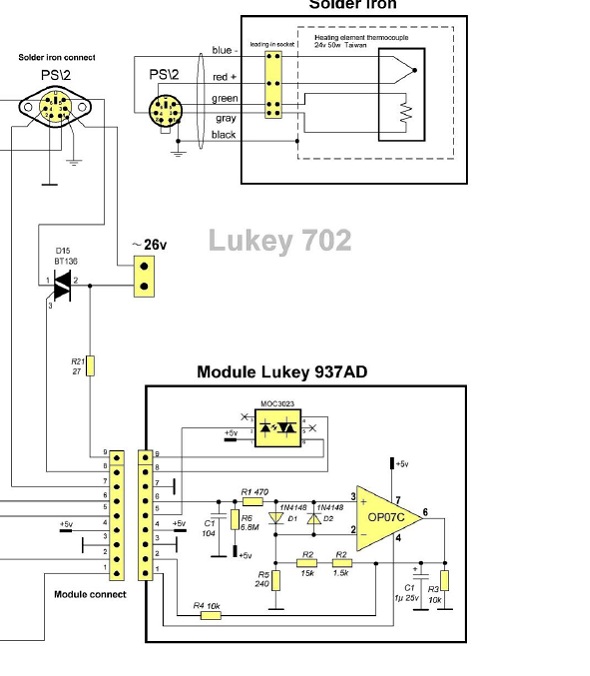 Solder Iron
Solder iron connect
PS\2
PS\2
blue -
red +
green
gray
black
leading in socket
Heating element thermocouple
24v 50w Taiwan
Lukey 702
~ 26v
D15
BT136
1
2
3
R21
27
Module Lukey 937AD
MOC3023
+5v
9
8
7
6
5
4
3
2
1
+5v
Module connect
9
8
7
6
5
4
3
2
1
+5v
R1 470
C1
104
R6
6.8M
+5v
1N4148
D1
1N4148
D2
3
2
+
-
OP07C
7
6
4
+5v
R2
15k
R2
1.5k
R5
240
R4 10k
+
C1
1µ 25v
R3
10k